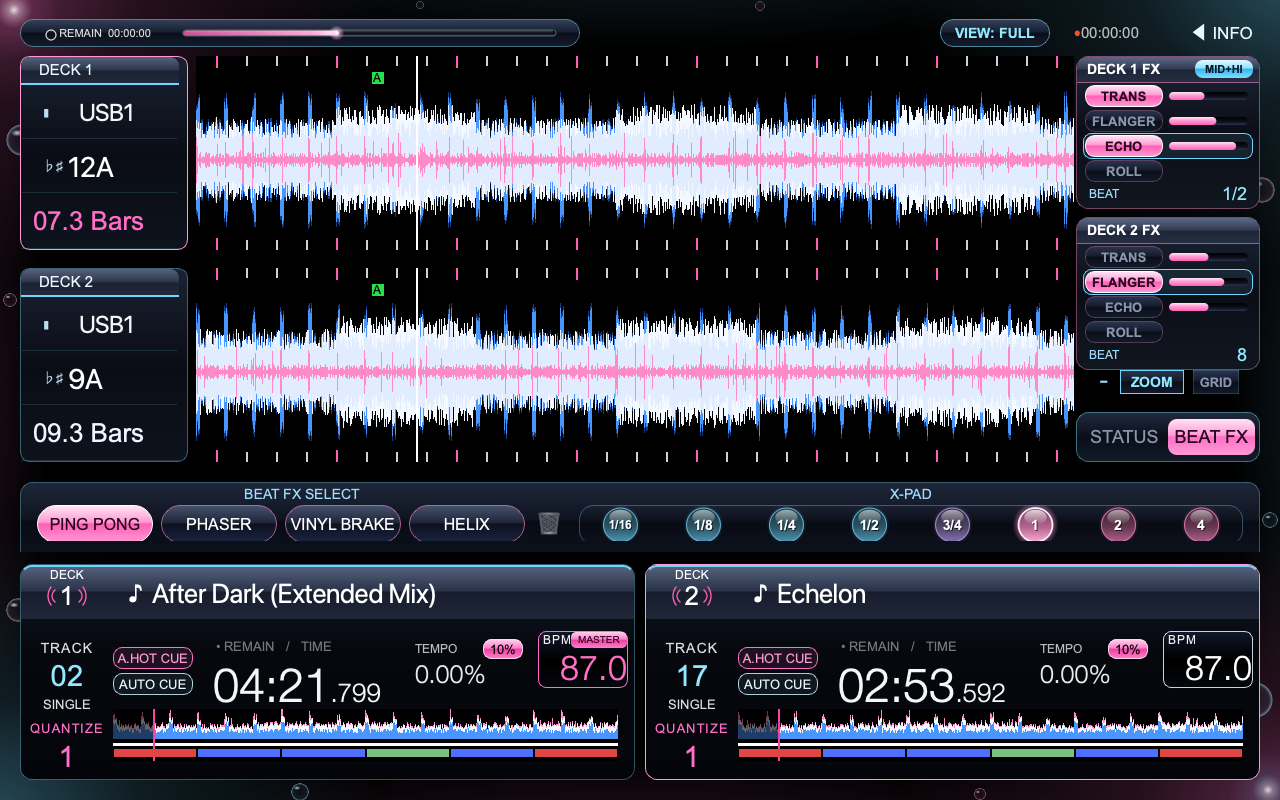 REMAIN 00:00:00
VIEW: FULL
00:00:00
INFO
DECK 1
USB1
♭♯ 12A
07.3 Bars
A
DECK 1 FX
MID+HI
TRANS
FLANGER
ECHO
ROLL
BEAT 1/2
DECK 2
USB1
♭♯ 9A
09.3 Bars
A
DECK 2 FX
TRANS
FLANGER
ECHO
ROLL
BEAT 8
- ZOOM GRID
STATUS BEAT FX
BEAT FX SELECT
PING PONG PHASER VINYL BRAKE HELIX
X-PAD
1/16 1/8 1/4 1/2 3/4 1 2 4
DECK
1
♪ After Dark (Extended Mix)
TRACK
02
SINGLE
QUANTIZE
1
A.HOT CUE
AUTO CUE
• REMAIN / TIME
04:21.799
TEMPO 10%
0.00%
BPM MASTER
87.0
DECK
2
♪ Echelon
TRACK
17
SINGLE
QUANTIZE
1
A.HOT CUE
AUTO CUE
• REMAIN / TIME
02:53.592
TEMPO 10%
0.00%
BPM
87.0